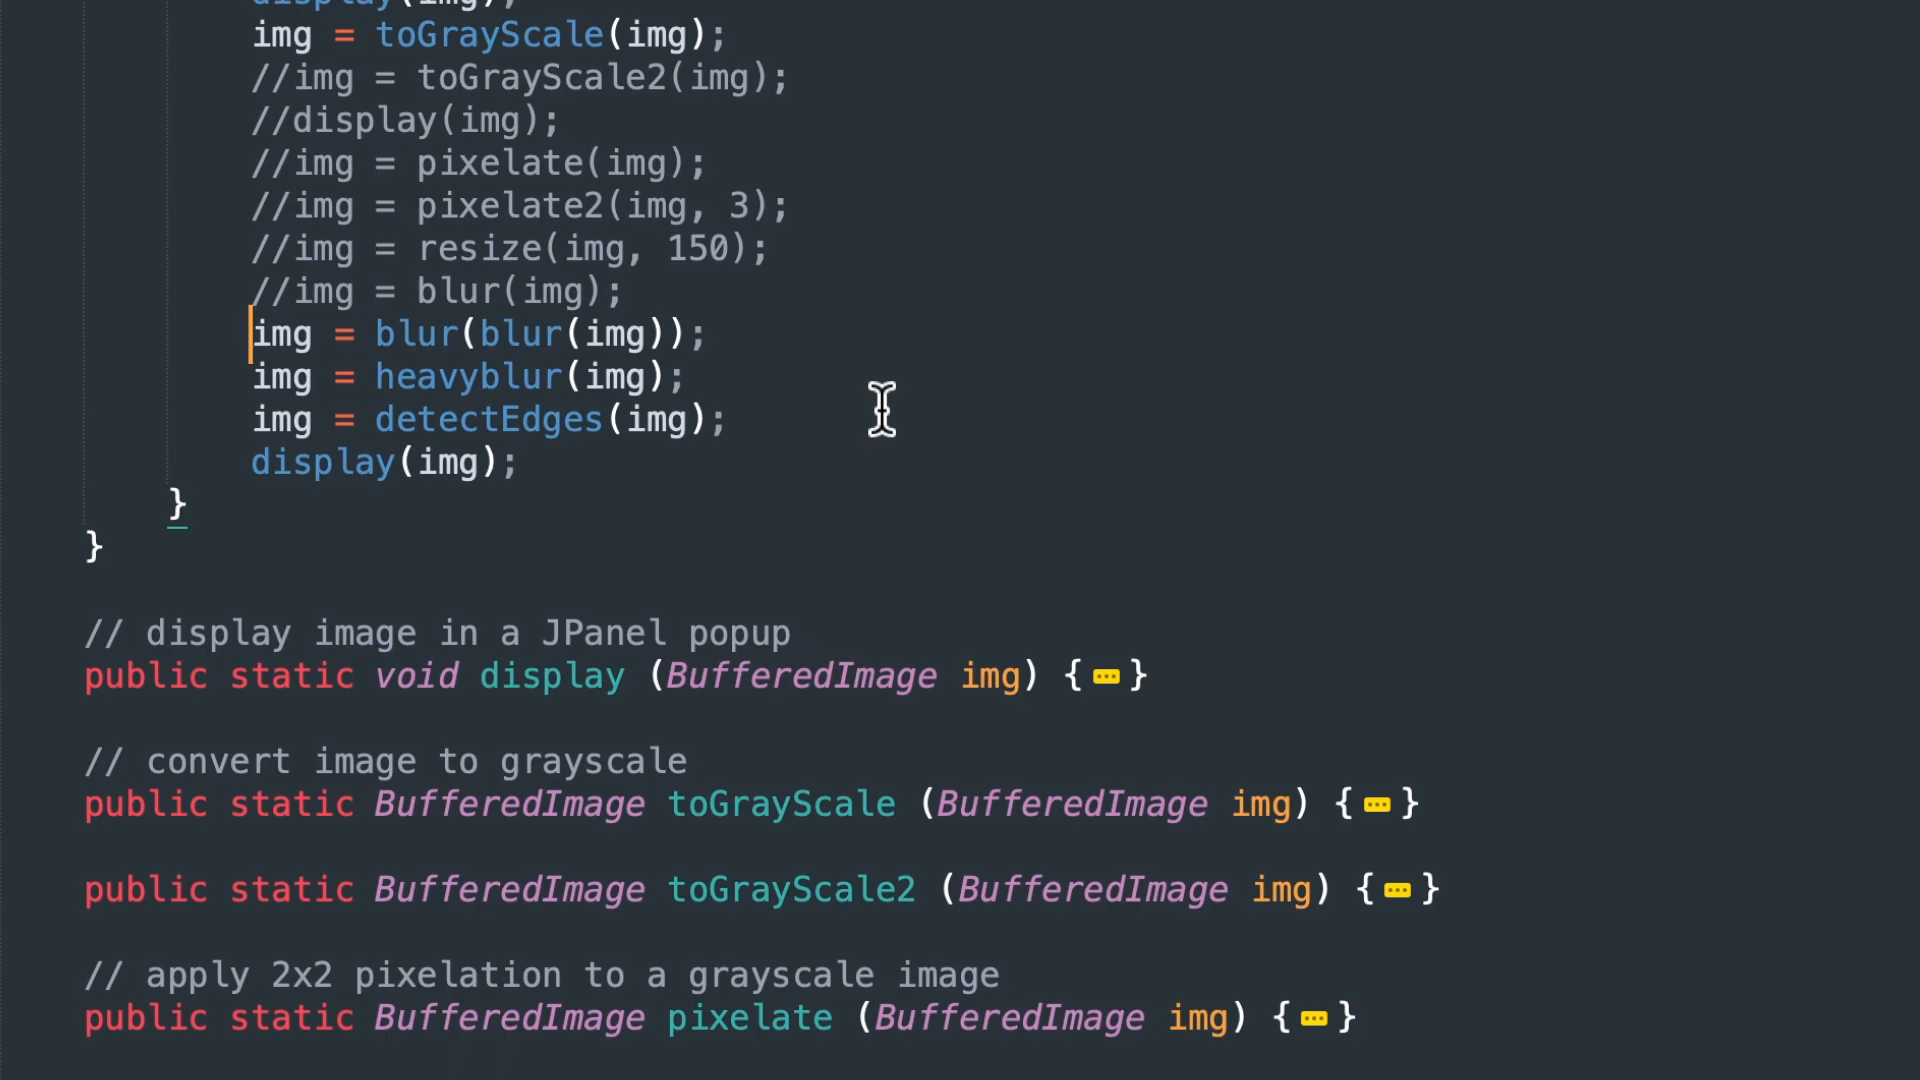 display(img);
img = toGrayScale(img);
//img = toGrayScale2(img);
//display(img);
//img = pixelate(img);
//img = pixelate2(img, 3);
//img = resize(img, 150);
//img = blur(img);
img = blur(blur(img));
img = heavyblur(img);
img = detectEdges(img);
display(img);
}
}
// display image in a JPanel popup
public static void display (BufferedImage img) {…}
// convert image to grayscale
public static BufferedImage toGrayScale (BufferedImage img) {…}
public static BufferedImage toGrayScale2 (BufferedImage img) {…}
// apply 2x2 pixelation to a grayscale image
public static BufferedImage pixelate (BufferedImage img) {…}